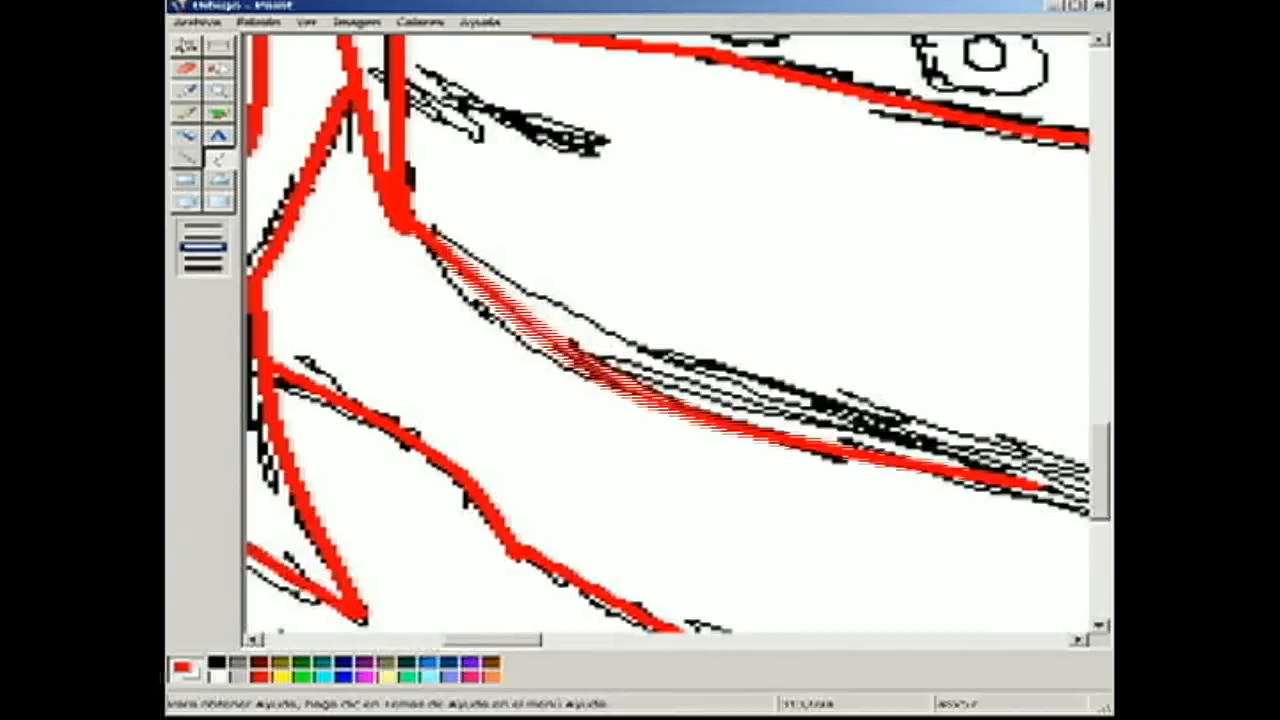 Dibujo - Paint
Archivo Edición Ver Imagen Colores Ayuda
Para obtener Ayuda, haga clic en Temas de Ayuda en el menú Ayuda.